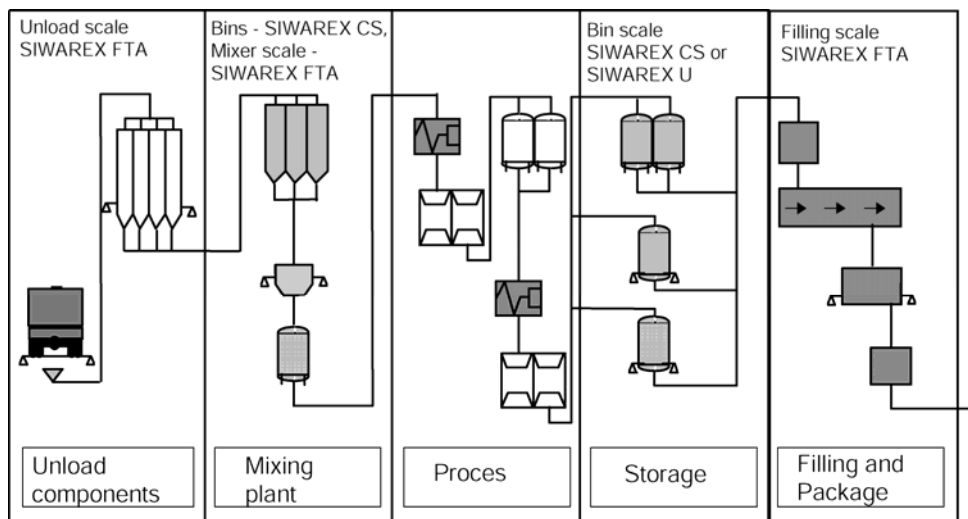 Unload scale
SIWAREX FTA
Bins - SIWAREX CS,
Mixer scale -
SIWAREX FTA
Bin scale
SIWAREX CS or
SIWAREX U
Filling scale
SIWAREX FTA
Unload
components
Mixing
plant
Proces
Storage
Filling and
Package